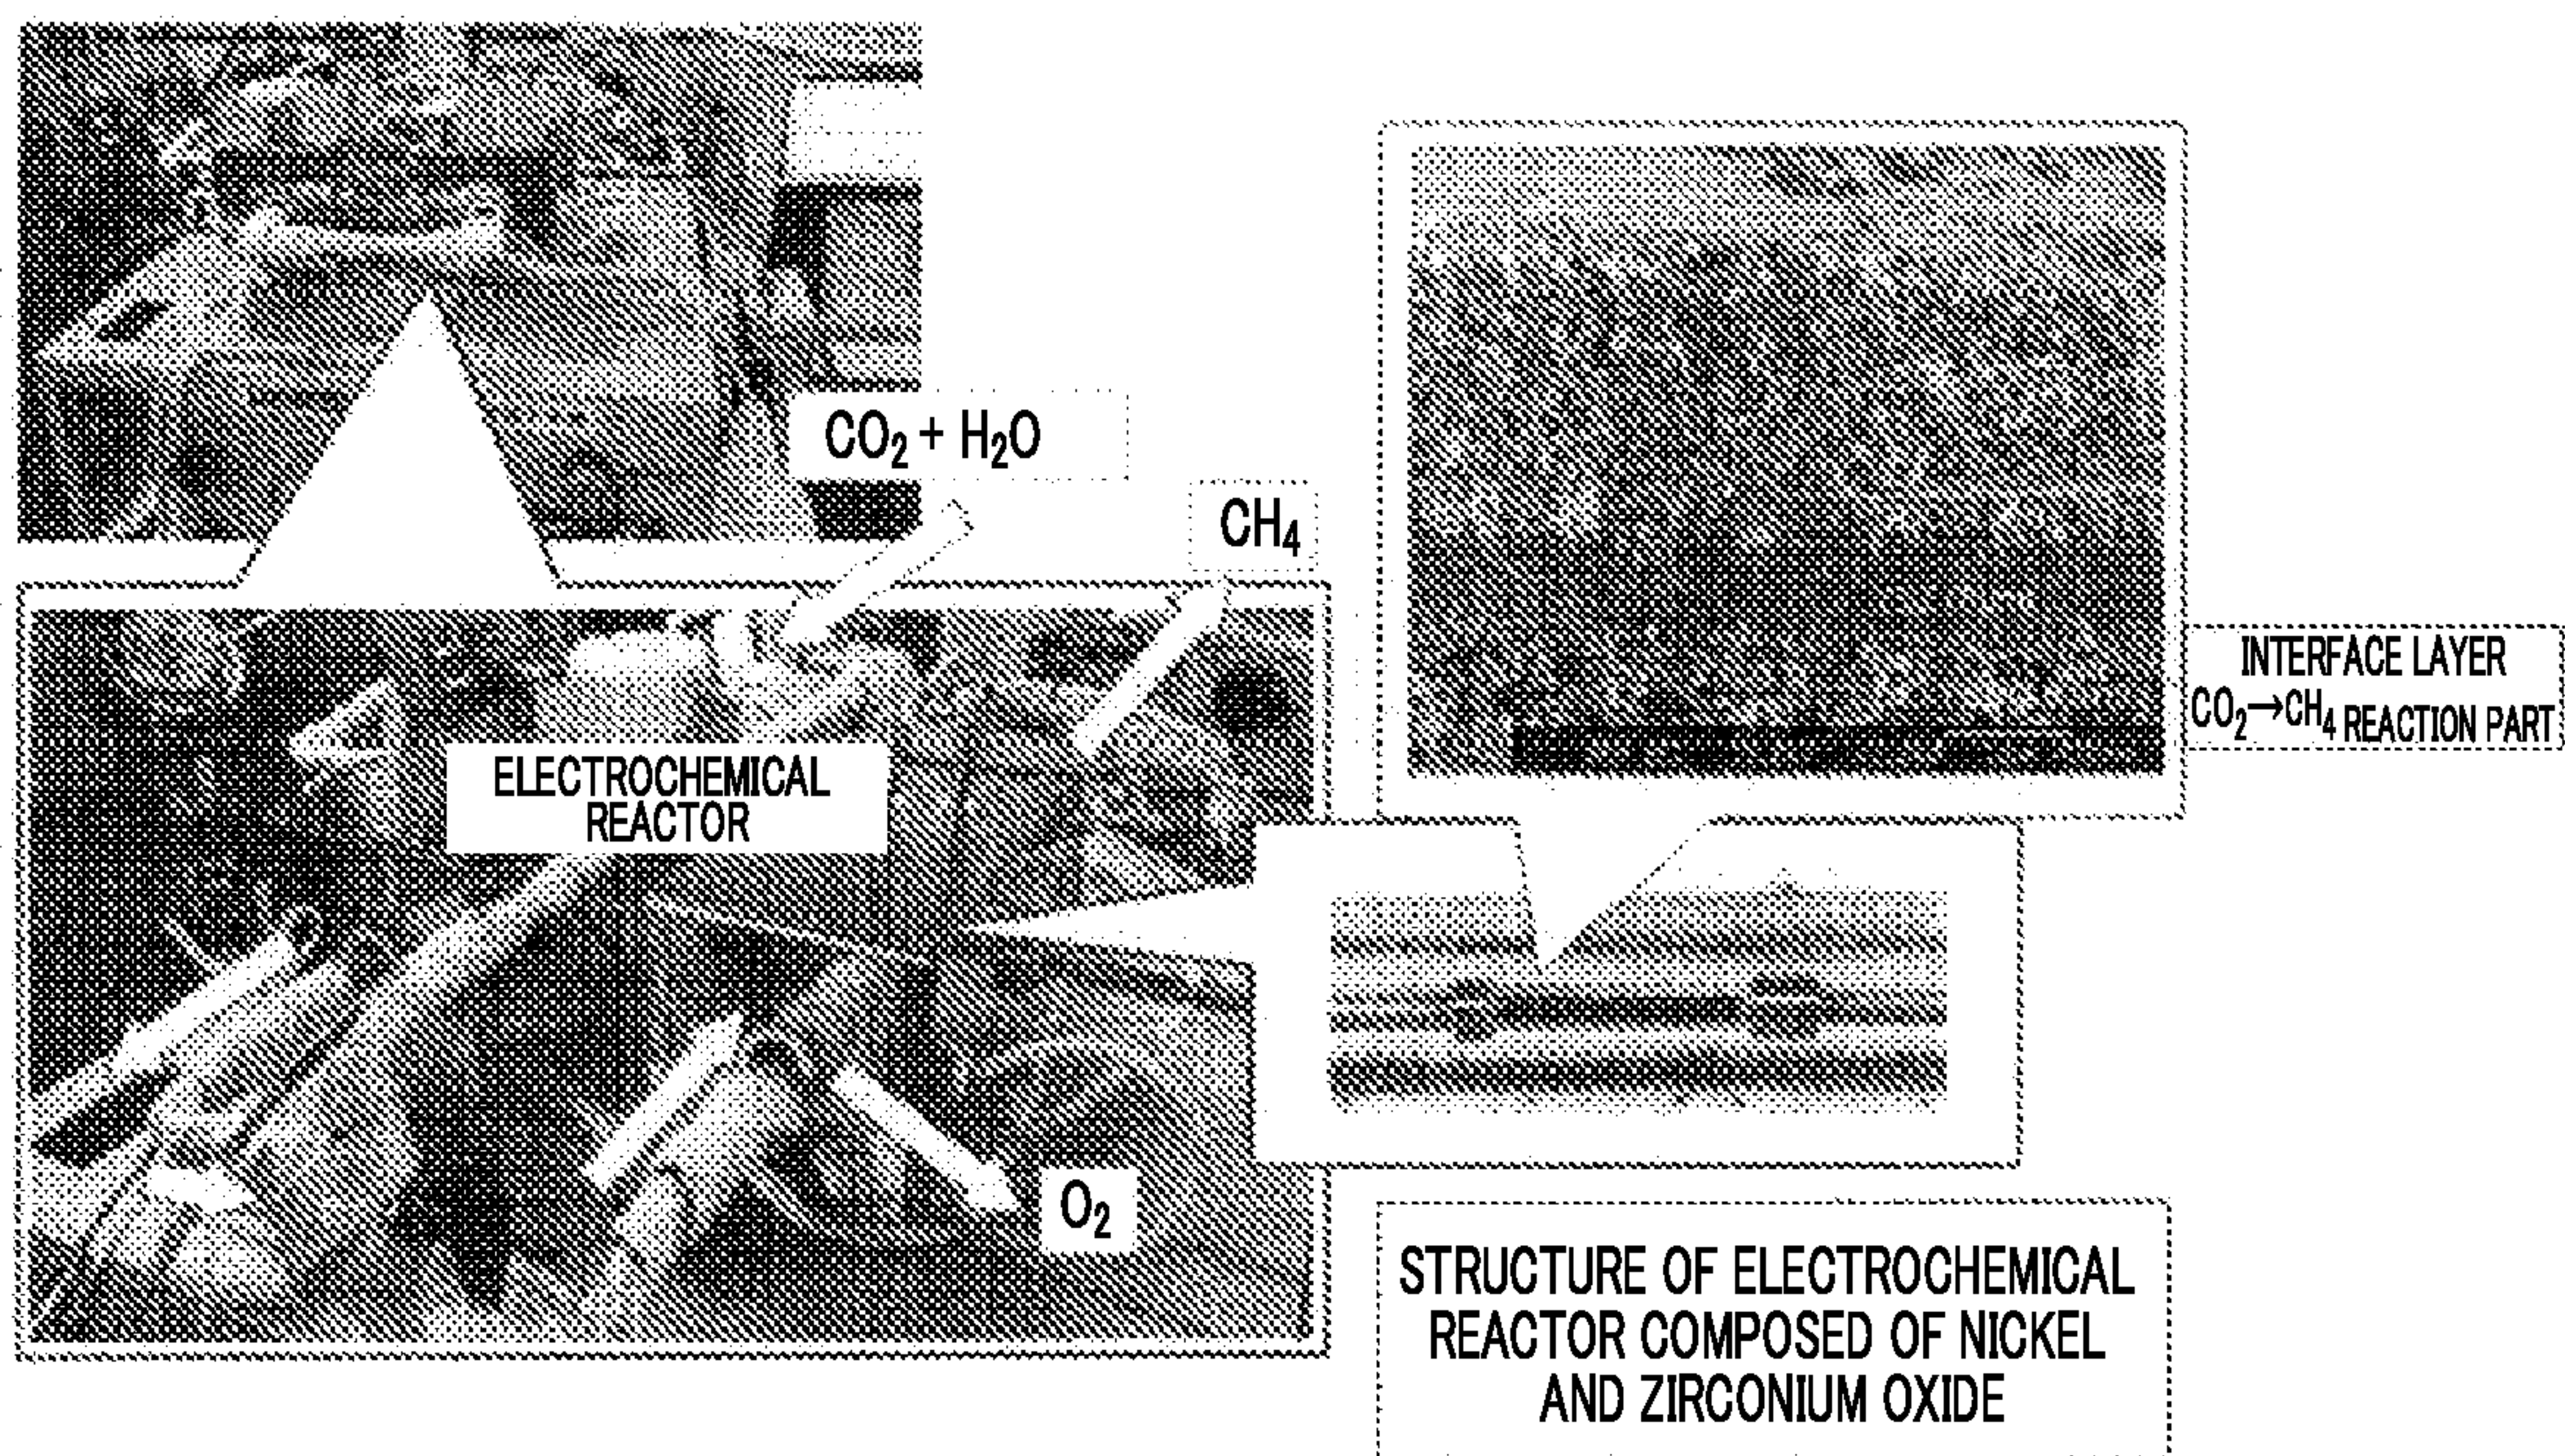 CO₂ + H₂O
CH₄
ELECTROCHEMICAL
REACTOR
O₂
INTERFACE LAYER
CO₂→CH₄ REACTION PART
STRUCTURE OF ELECTROCHEMICAL
REACTOR COMPOSED OF NICKEL
AND ZIRCONIUM OXIDE